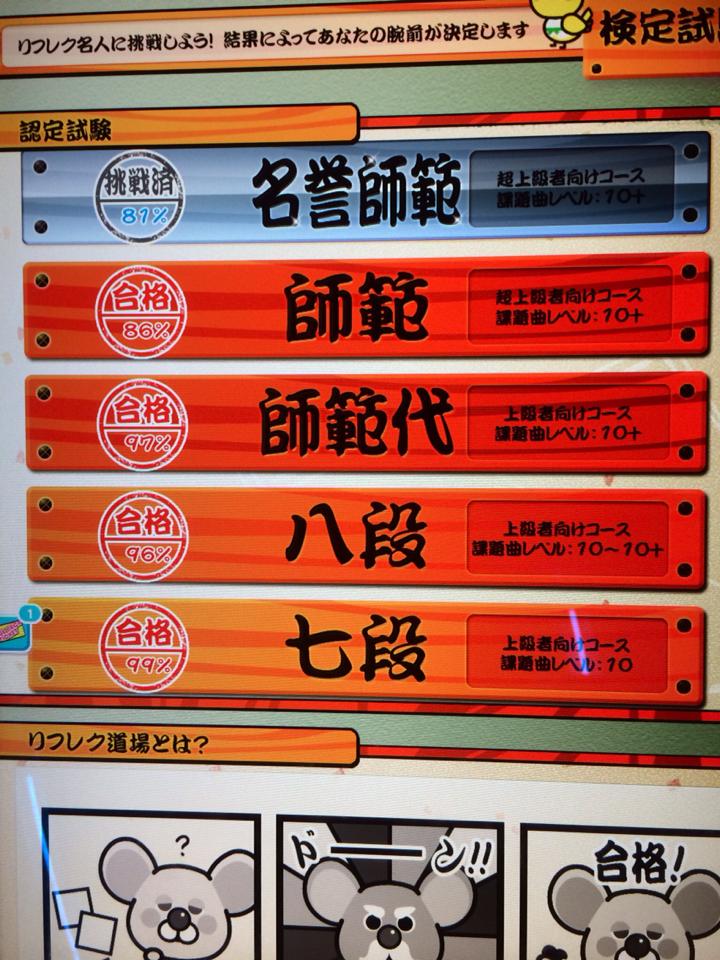 リフレク名人に挑戦しよう! 結果によってあなたの腕前が決定します
検定試
認定試験
挑戦済
81%
名誉師範
超上級者向けコース
課題曲レベル:10+
合格
86%
師範
超上級者向けコース
課題曲レベル:10+
合格
97%
師範代
上級者向けコース
課題曲レベル:10+
合格
96%
八段
上級者向けコース
課題曲レベル:10~10+
1
合格
99%
七段
上級者向けコース
課題曲レベル:10
リフレク道場とは?
?
ドーン!!
合格!